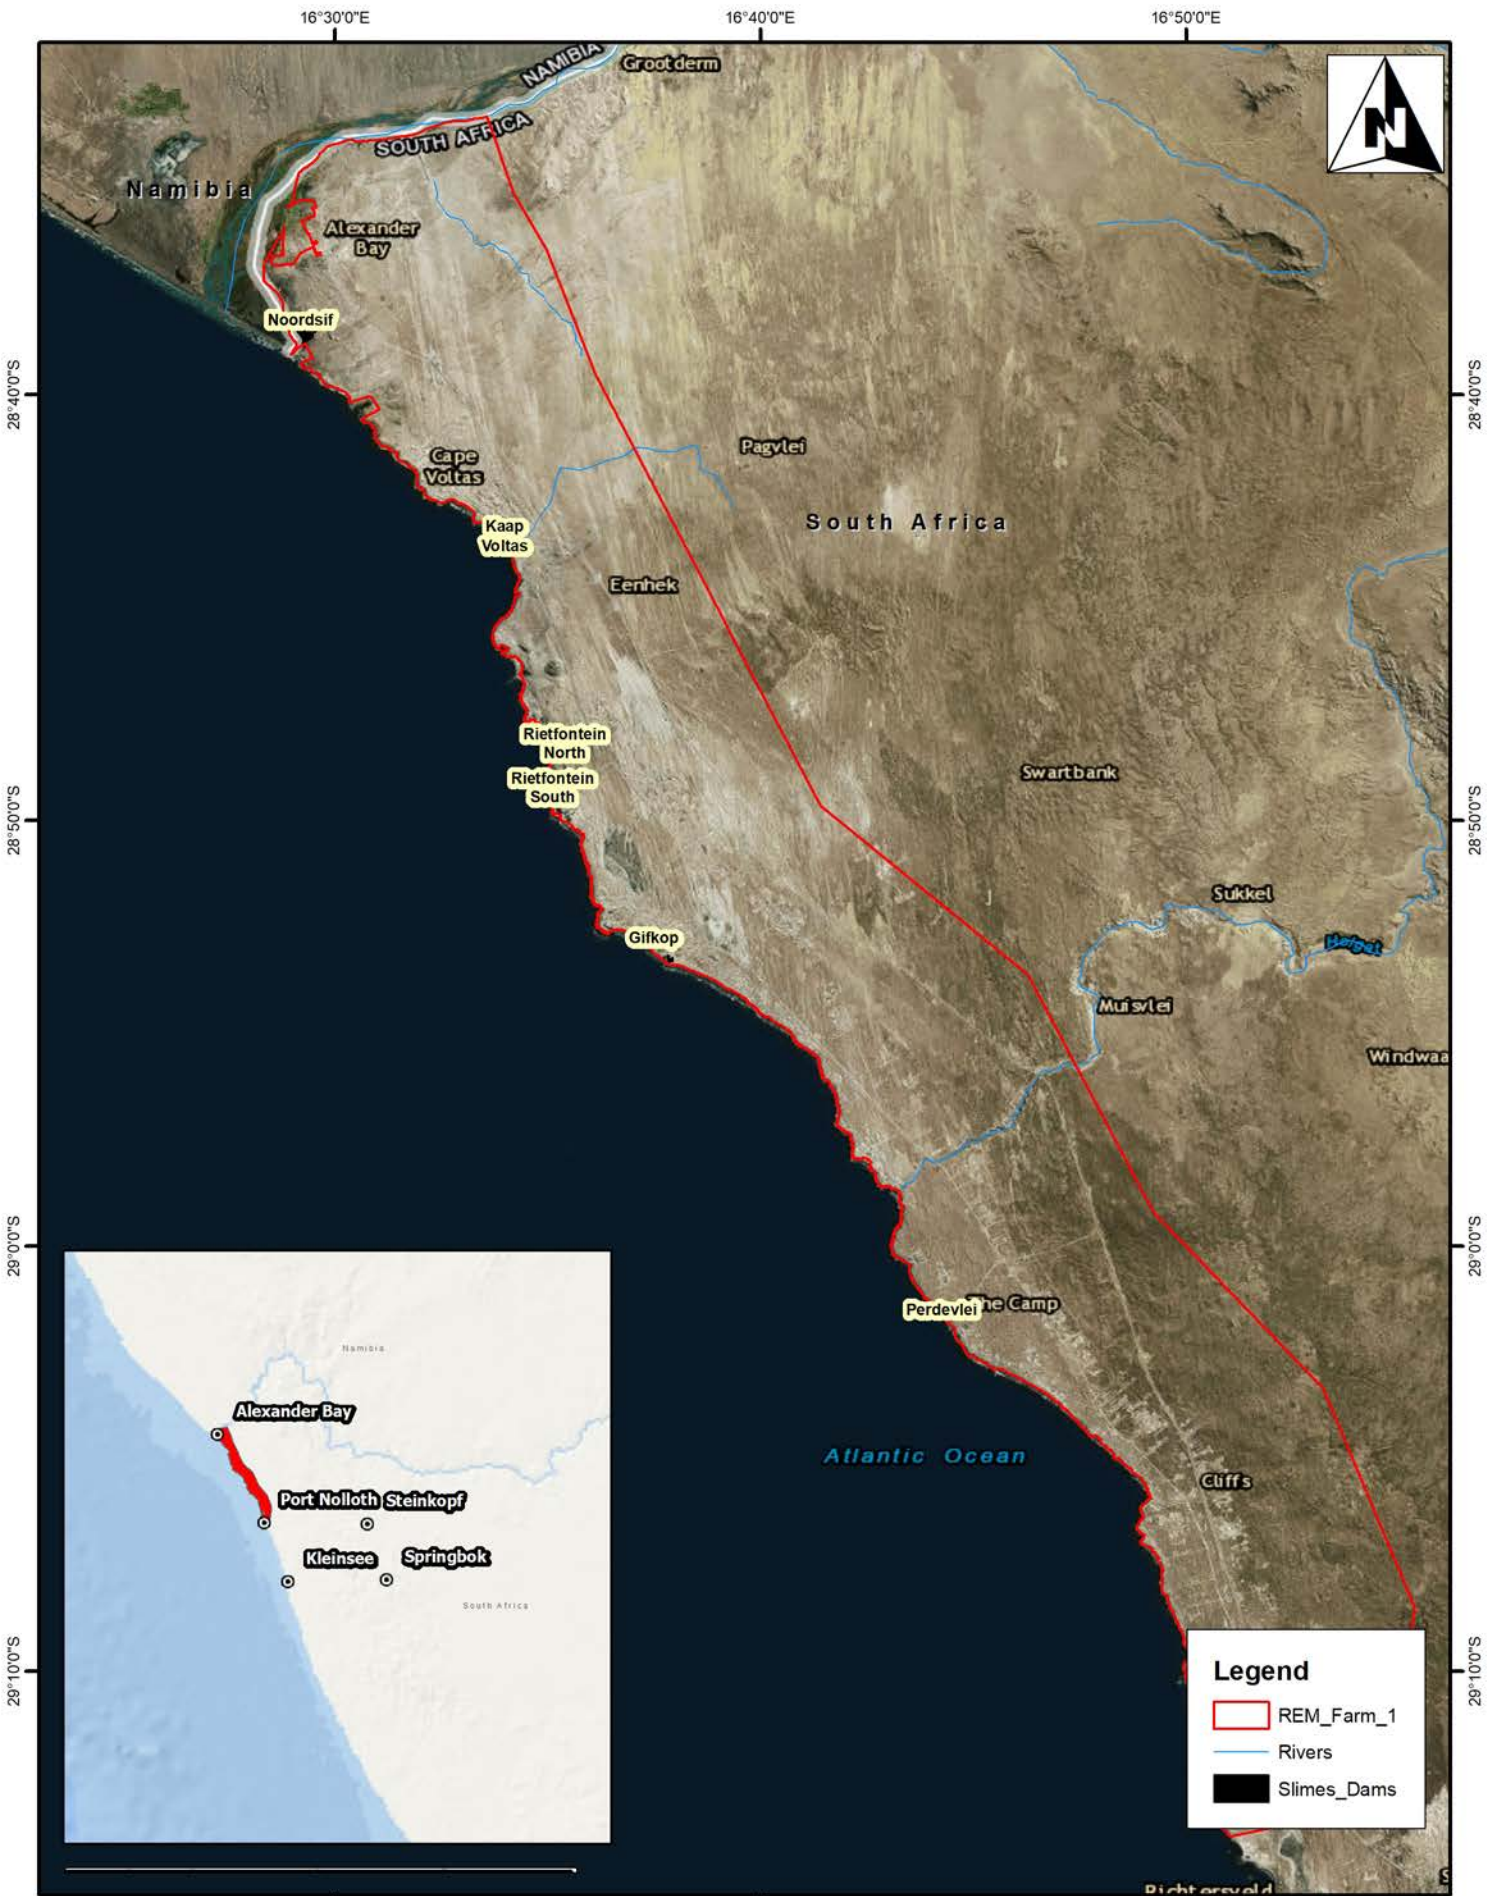 16°30'0"E
16°40'0"E
16°50'0"E
NAMIBIA
Grootderm
SOUTH AFRICA
N
Namibia
Alexander
Bay
Noordsif
28°40'0"S
28°40'0"S
Cape
Voltas
Pagvlei
South Africa
Kaap
Voltas
Eenhek
Rietfontein
North
Rietfontein
South
Swartbank
28°50'0"S
28°50'0"S
Sukkel
Gifkop
Holgat
Muisvlei
Windwaa
29°0'0"S
29°0'0"S
Perdevlei
The Camp
Namibia
Alexander Bay
Atlantic Ocean
Cliffs
Port Nolloth
Steinkopf
Kleinsee
Springbok
South Africa
29°10'0"S
29°10'0"S
Legend
REM_Farm_1
Rivers
Slimes_Dams
Richtersveld
S